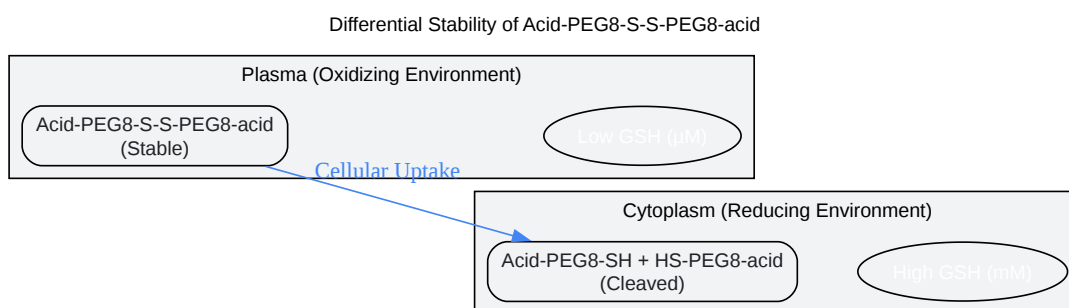 Differential Stability of Acid-PEG8-S-S-PEG8-acid
Plasma (Oxidizing Environment)
Acid-PEG8-S-S-PEG8-acid
(Stable)
Low GSH (µM)
Cellular Uptake
Cytoplasm (Reducing Environment)
Acid-PEG8-SH + HS-PEG8-acid
(Cleaved)
High GSH (mM)